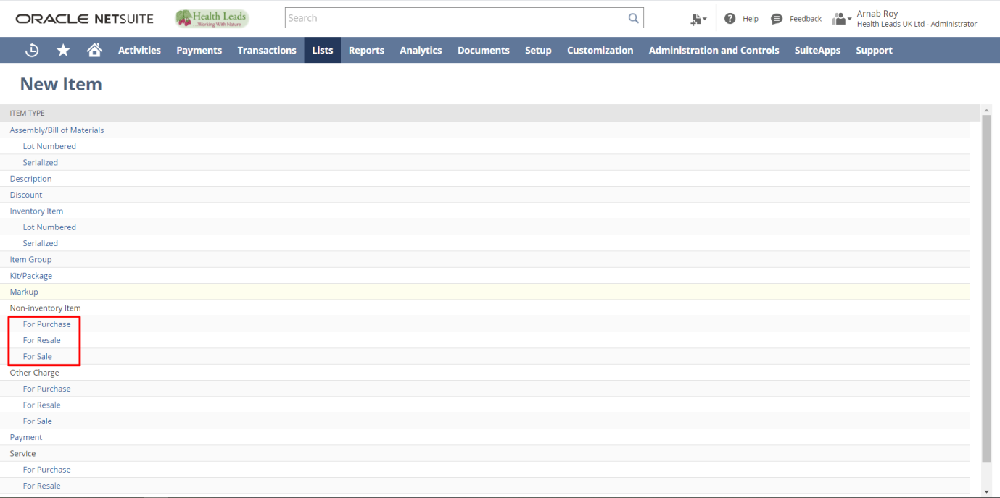 ORACLE NETSUITE
Health Leads
...Working With Nature
Search
Help
Feedback
Arnab Roy
Health Leads UK Ltd - Administrator
Activities Payments Transactions Lists Reports Analytics Documents Setup Customization Administration and Controls SuiteApps Support
New Item
ITEM TYPE
Assembly/Bill of Materials
Lot Numbered
Serialized
Description
Discount
Inventory Item
Lot Numbered
Serialized
Item Group
Kit/Package
Markup
Non-inventory Item
For Purchase
For Resale
For Sale
Other Charge
For Purchase
For Resale
For Sale
Payment
Service
For Purchase
For Resale